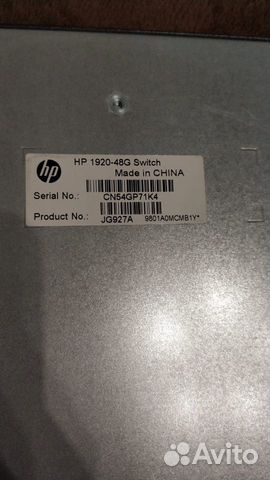 hp
HP 1920-48G Switch
Made in CHINA
Serial No.:
CN54GP71K4
Product No.:
JG927A 9801A0MCMB1Y*
Avito